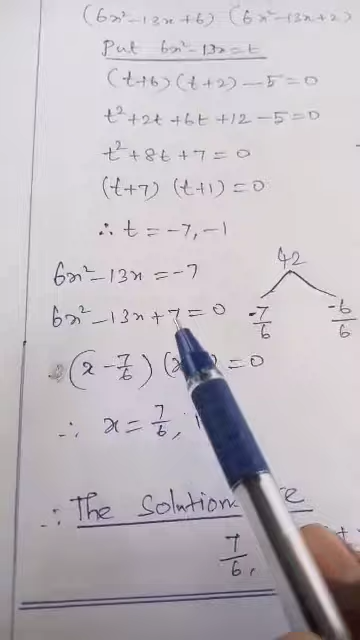 (6x²-13x+6) (6x²-13x+2)
Put 6x²-13x=t
(t+6) (t+2) -5=0
t²+2t+6t+12-5=0
t²+8t+7=0
(t+7) (t+1)=0
∴ t = -7,-1
6x²-13x=-7
42
6x²-13x+7=0
-7/6 -6/6
(x-7/6) (x =0
∴ x = 7/6,
∴ The Solution
7/6,